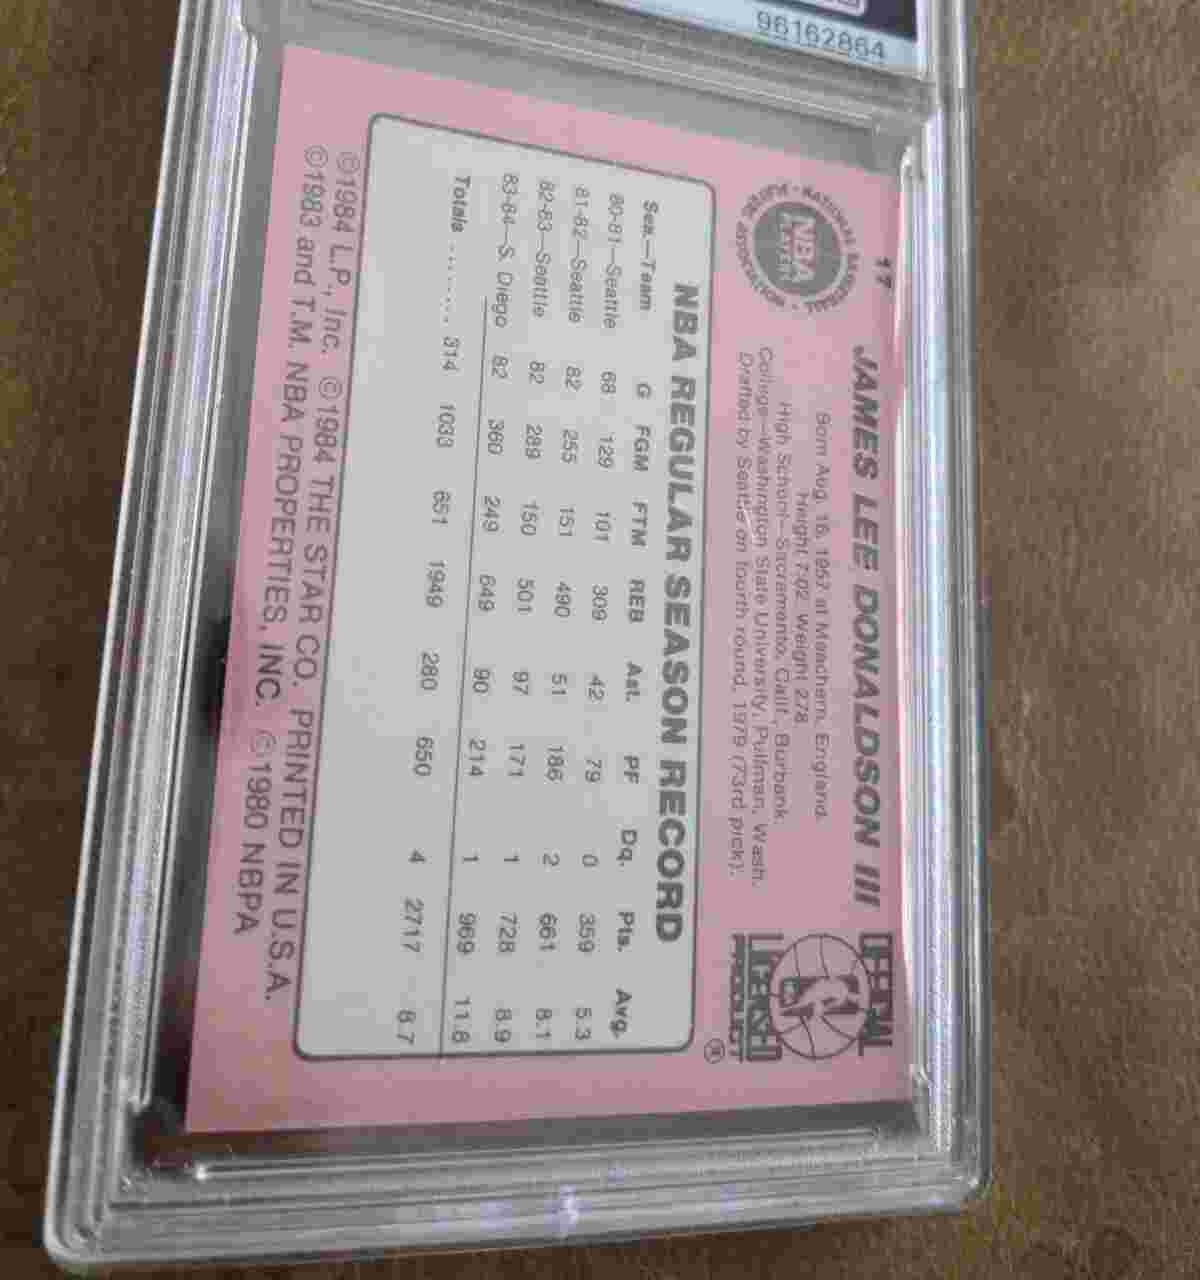 96162864
17
JAMES LEE DONALDSON III
Born Aug. 16, 1957 at Meachem, England.
Height 7:02 Weight 278
High School—Sacramento, Calif., Burbank.
College—Washington State University, Pullman, Wash.
Drafted by Seattle on fourth round, 1979 (73rd pick).
NATIONAL BASKETBALL
ASSOCIATION
NBA
PLAYERS
OFFICIAL
NBA
LICENSED
PRODUCT
®
NBA REGULAR SEASON RECORD
Sea.—Team G FGM FTM REB Ast. PF Dq. Pts. Avg.
80-81—Seattle 68 129 101 309 42 79 0 359 5.3
81-82—Seattle 82 255 151 490 51 186 2 661 8.1
82-83—Seattle 82 289 150 501 97 171 1 728 8.9
83-84—S. Diego 82 360 249 649 90 214 1 969 11.8
Totals ........ 314 1033 651 1949 280 650 4 2717 8.7
©1984 L.P., Inc. ©1984 THE STAR CO. PRINTED IN U.S.A.
©1983 and T.M. NBA PROPERTIES, INC. ©1980 NBPA